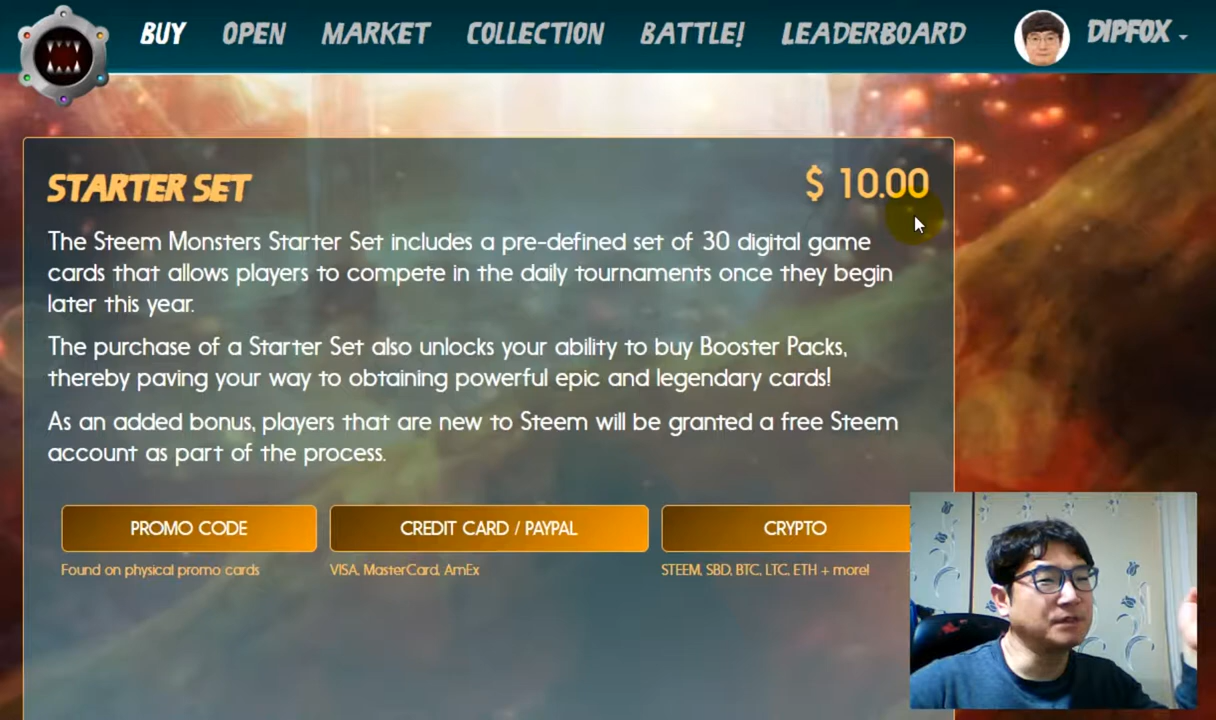 BUY OPEN MARKET COLLECTION BATTLE! LEADERBOARD DIPFOX
STARTER SET $ 10.00
The Steem Monsters Starter Set includes a pre-defined set of 30 digital game
cards that allows players to compete in the daily tournaments once they begin
later this year.
The purchase of a Starter Set also unlocks your ability to buy Booster Packs,
thereby paving your way to obtaining powerful epic and legendary cards!
As an added bonus, players that are new to Steem will be granted a free Steem
account as part of the process.
PROMO CODE CREDIT CARD / PAYPAL CRYPTO
Found on physical promo cards VISA, MasterCard, AmEx STEEM, SBD, BTC, LTC, ETH + more!